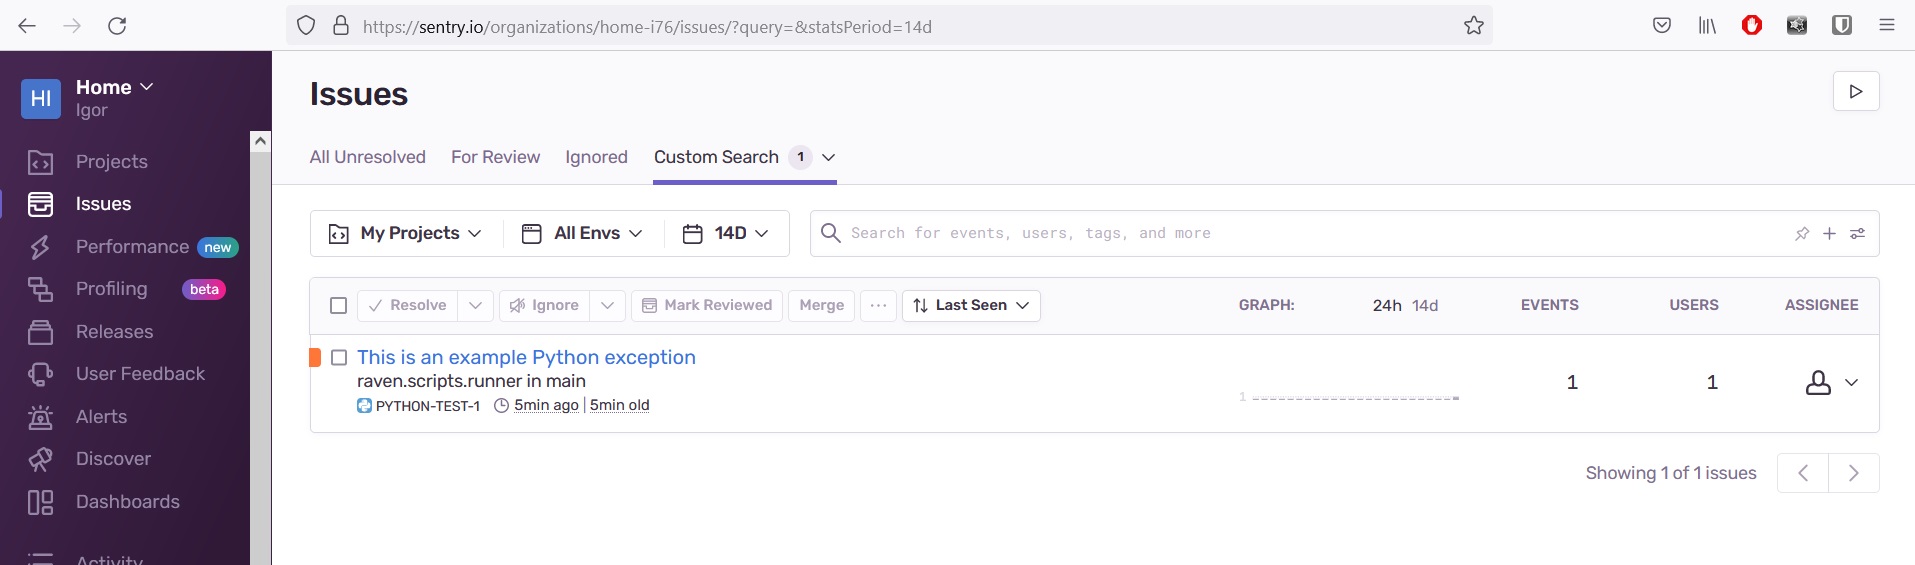 https://sentry.io/organizations/home-i76/issues/?query=&statsPeriod=14d
HI
Home
Igor
Projects
Issues
Performance new
Profiling beta
Releases
User Feedback
Alerts
Discover
Dashboards
Activity
Issues
All Unresolved For Review Ignored Custom Search 1
My Projects All Envs 14D Search for events, users, tags, and more
Resolve Ignore Mark Reviewed Merge ... Last Seen GRAPH: 24h 14d EVENTS USERS ASSIGNEE
This is an example Python exception
raven.scripts.runner in main
1 1 1
PYTHON-TEST-1 5min ago | 5min old
Showing 1 of 1 issues